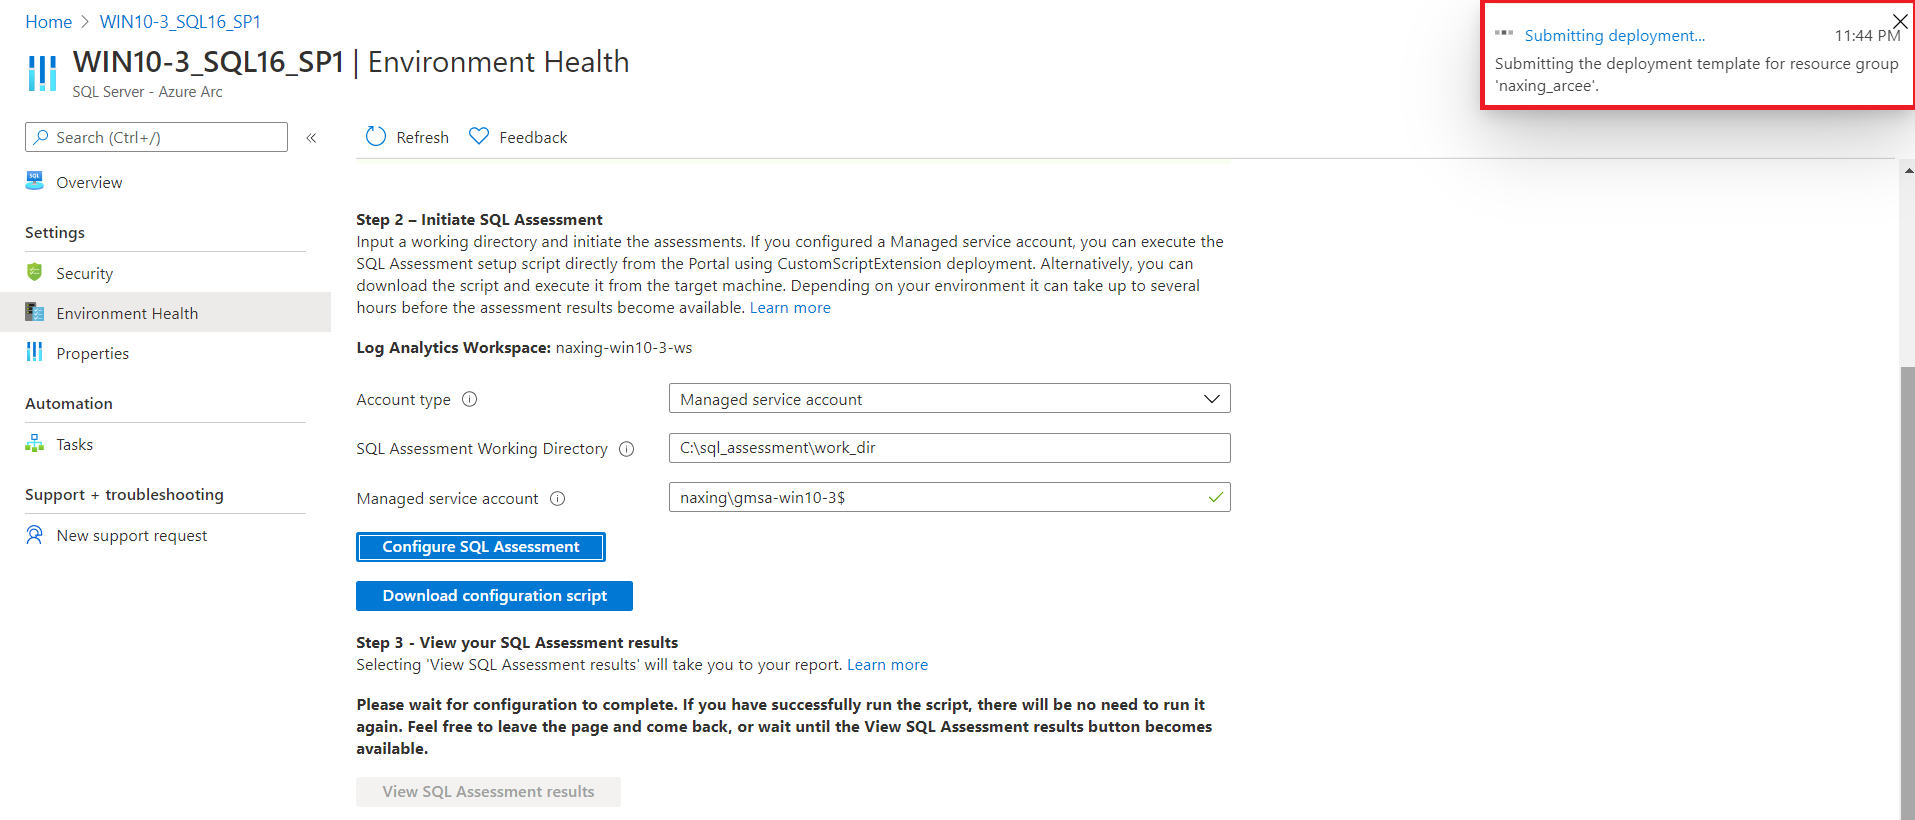 Home > WIN10-3_SQL16_SP1
WIN10-3_SQL16_SP1 | Environment Health
SQL Server - Azure Arc
Submitting deployment... 11:44 PM
Submitting the deployment template for resource group
'naxing_arcee'.
Search (Ctrl+/) «
Overview
Settings
Security
Environment Health
Properties
Automation
Tasks
Support + troubleshooting
New support request
Refresh Feedback
Step 2 – Initiate SQL Assessment
Input a working directory and initiate the assessments. If you configured a Managed service account, you can execute the
SQL Assessment setup script directly from the Portal using CustomScriptExtension deployment. Alternatively, you can
download the script and execute it from the target machine. Depending on your environment it can take up to several
hours before the assessment results become available. Learn more
Log Analytics Workspace: naxing-win10-3-ws
Account type Managed service account
SQL Assessment Working Directory C:\sql_assessment\work_dir
Managed service account naxing\gmsa-win10-3$
Configure SQL Assessment
Download configuration script
Step 3 - View your SQL Assessment results
Selecting 'View SQL Assessment results' will take you to your report. Learn more
Please wait for configuration to complete. If you have successfully run the script, there will be no need to run it
again. Feel free to leave the page and come back, or wait until the View SQL Assessment results button becomes
available.
View SQL Assessment results